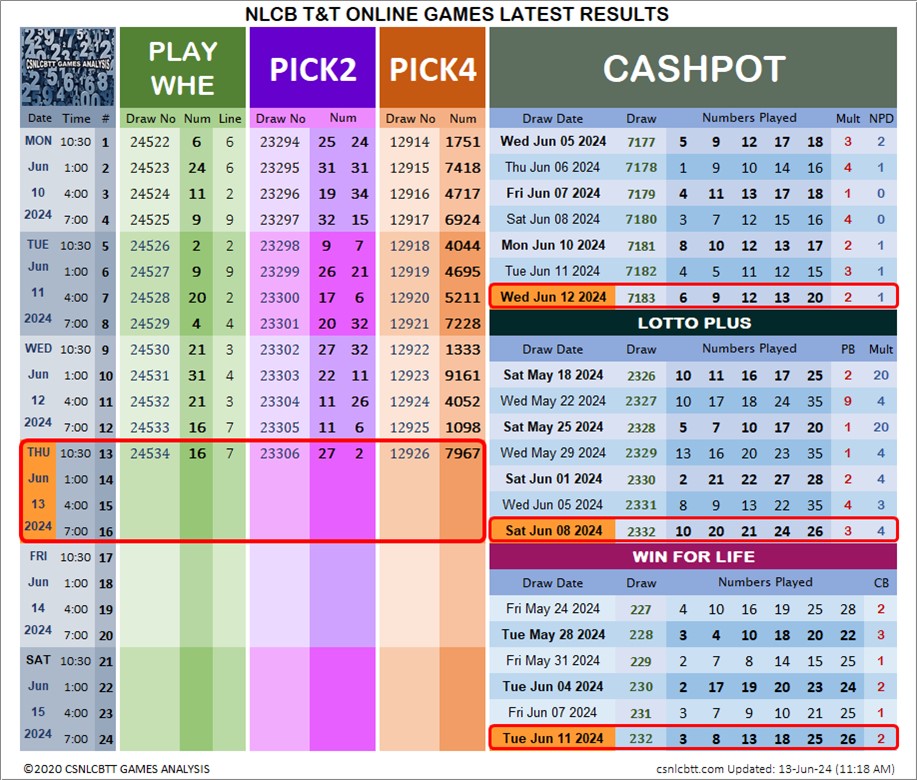 NLCB T&T ONLINE GAMES LATEST RESULTS
CSNLCBTT GAMES ANALYSIS
PLAY WHE PICK2 PICK4
Date Time # Draw No Num Line Draw No Num Draw No Num
MON 10:30 1 24522 6 6 23294 25 24 12914 1751
Jun 1:00 2 24523 24 6 23295 31 31 12915 7418
10 4:00 3 24524 11 2 23296 19 34 12916 4717
2024 7:00 4 24525 9 9 23297 32 15 12917 6924
TUE 10:30 5 24526 2 2 23298 9 7 12918 4044
Jun 1:00 6 24527 9 9 23299 26 21 12919 4695
11 4:00 7 24528 20 2 23300 17 6 12920 5211
2024 7:00 8 24529 4 4 23301 20 32 12921 7228
WED 10:30 9 24530 21 3 23302 27 32 12922 1333
Jun 1:00 10 24531 31 4 23303 22 11 12923 9161
12 4:00 11 24532 21 3 23304 11 26 12924 4052
2024 7:00 12 24533 16 7 23305 11 6 12925 1098
THU 10:30 13 24534 16 7 23306 27 2 12926 7967
Jun 1:00 14
13 4:00 15
2024 7:00 16
FRI 10:30 17
Jun 1:00 18
14 4:00 19
2024 7:00 20
SAT 10:30 21
Jun 1:00 22
15 4:00 23
2024 7:00 24
CASHPOT
Draw Date Draw Numbers Played Mult NPD
Wed Jun 05 2024 7177 5 9 12 17 18 3 2
Thu Jun 06 2024 7178 1 9 10 14 16 4 1
Fri Jun 07 2024 7179 4 11 13 17 18 1 0
Sat Jun 08 2024 7180 3 7 12 15 16 4 0
Mon Jun 10 2024 7181 8 10 12 13 17 2 1
Tue Jun 11 2024 7182 4 5 11 12 15 3 1
Wed Jun 12 2024 7183 6 9 12 13 20 2 1
LOTTO PLUS
Draw Date Draw Numbers Played PB Mult
Sat May 18 2024 2326 10 11 16 17 25 2 20
Wed May 22 2024 2327 10 17 18 24 35 9 4
Sat May 25 2024 2328 5 7 10 17 20 1 20
Wed May 29 2024 2329 13 16 20 23 35 1 4
Sat Jun 01 2024 2330 2 21 22 27 28 2 4
Wed Jun 05 2024 2331 8 9 13 22 35 4 3
Sat Jun 08 2024 2332 10 20 21 24 26 3 4
WIN FOR LIFE
Draw Date Draw Numbers Played CB
Fri May 24 2024 227 4 10 16 19 25 28 2
Tue May 28 2024 228 3 4 10 18 20 22 3
Fri May 31 2024 229 2 7 8 14 15 25 1
Tue Jun 04 2024 230 2 17 19 20 23 24 2
Fri Jun 07 2024 231 3 7 9 10 21 25 1
Tue Jun 11 2024 232 3 8 13 18 25 26 2
©2020 CSNLCBTT GAMES ANALYSIS
csnlcbtt.com Updated: 13-Jun-24 (11:18 AM)